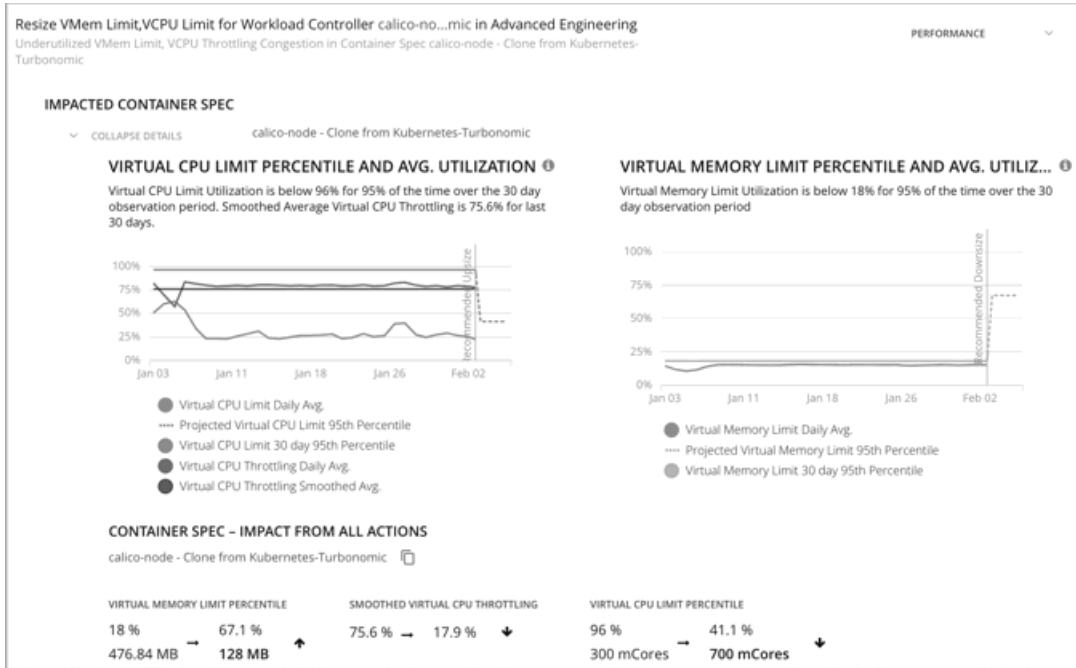 Resize VMem Limit,VCPU Limit for Workload Controller calico-no...mic in Advanced Engineering
Underutilized VMem Limit, VCPU Throttling Congestion in Container Spec calico-node - Clone from Kubernetes-
Turbonomic
PERFORMANCE
IMPACTED CONTAINER SPEC
COLLAPSE DETAILS
calico-node - Clone from Kubernetes-Turbonomic
VIRTUAL CPU LIMIT PERCENTILE AND AVG. UTILIZATION
Virtual CPU Limit Utilization is below 96% for 95% of the time over the 30 day
observation period. Smoothed Average Virtual CPU Throttling is 75.6% for last
30 days.
100%
75%
50%
25%
0%
Recommended Upsize
Jan 03 Jan 11 Jan 18 Jan 26 Feb 02
Virtual CPU Limit Daily Avg.
Projected Virtual CPU Limit 95th Percentile
Virtual CPU Limit 30 day 95th Percentile
Virtual CPU Throttling Daily Avg.
Virtual CPU Throttling Smoothed Avg.
VIRTUAL MEMORY LIMIT PERCENTILE AND AVG. UTILIZ...
Virtual Memory Limit Utilization is below 18% for 95% of the time over the 30
day observation period
100%
75%
50%
25%
0%
Recommended Downsize
Jan 03 Jan 11 Jan 18 Jan 26 Feb 02
Virtual Memory Limit Daily Avg.
Projected Virtual Memory Limit 95th Percentile
Virtual Memory Limit 30 day 95th Percentile
CONTAINER SPEC – IMPACT FROM ALL ACTIONS
calico-node - Clone from Kubernetes-Turbonomic
VIRTUAL MEMORY LIMIT PERCENTILE
18 % → 67.1 %
476.84 MB 128 MB
SMOOTHED VIRTUAL CPU THROTTLING
75.6 % → 17.9 %
VIRTUAL CPU LIMIT PERCENTILE
96 % → 41.1 %
300 mCores 700 mCores